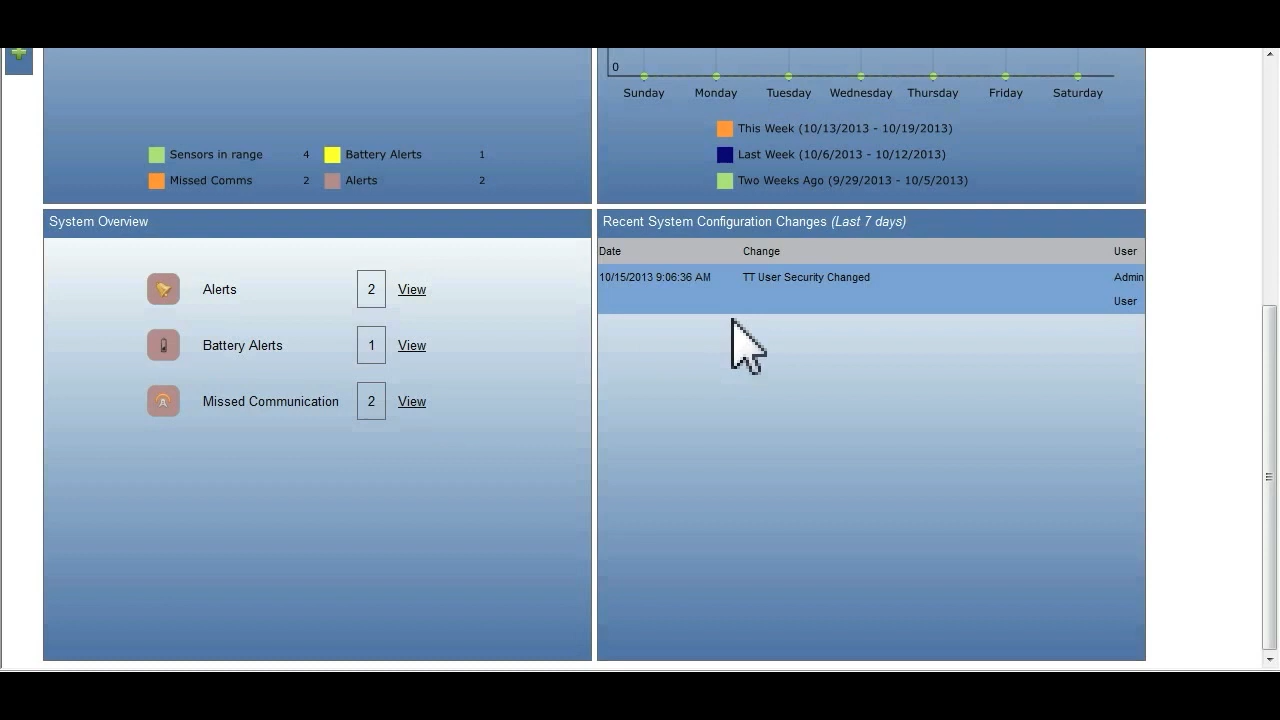 0
Sunday Monday Tuesday Wednesday Thursday Friday Saturday
Sensors in range 4 Battery Alerts 1
Missed Comms 2 Alerts 2
This Week (10/13/2013 - 10/19/2013)
Last Week (10/6/2013 - 10/12/2013)
Two Weeks Ago (9/29/2013 - 10/5/2013)
System Overview
Alerts 2 View
Battery Alerts 1 View
Missed Communication 2 View
Recent System Configuration Changes (Last 7 days)
Date Change User
10/15/2013 9:06:36 AM TT User Security Changed Admin
User